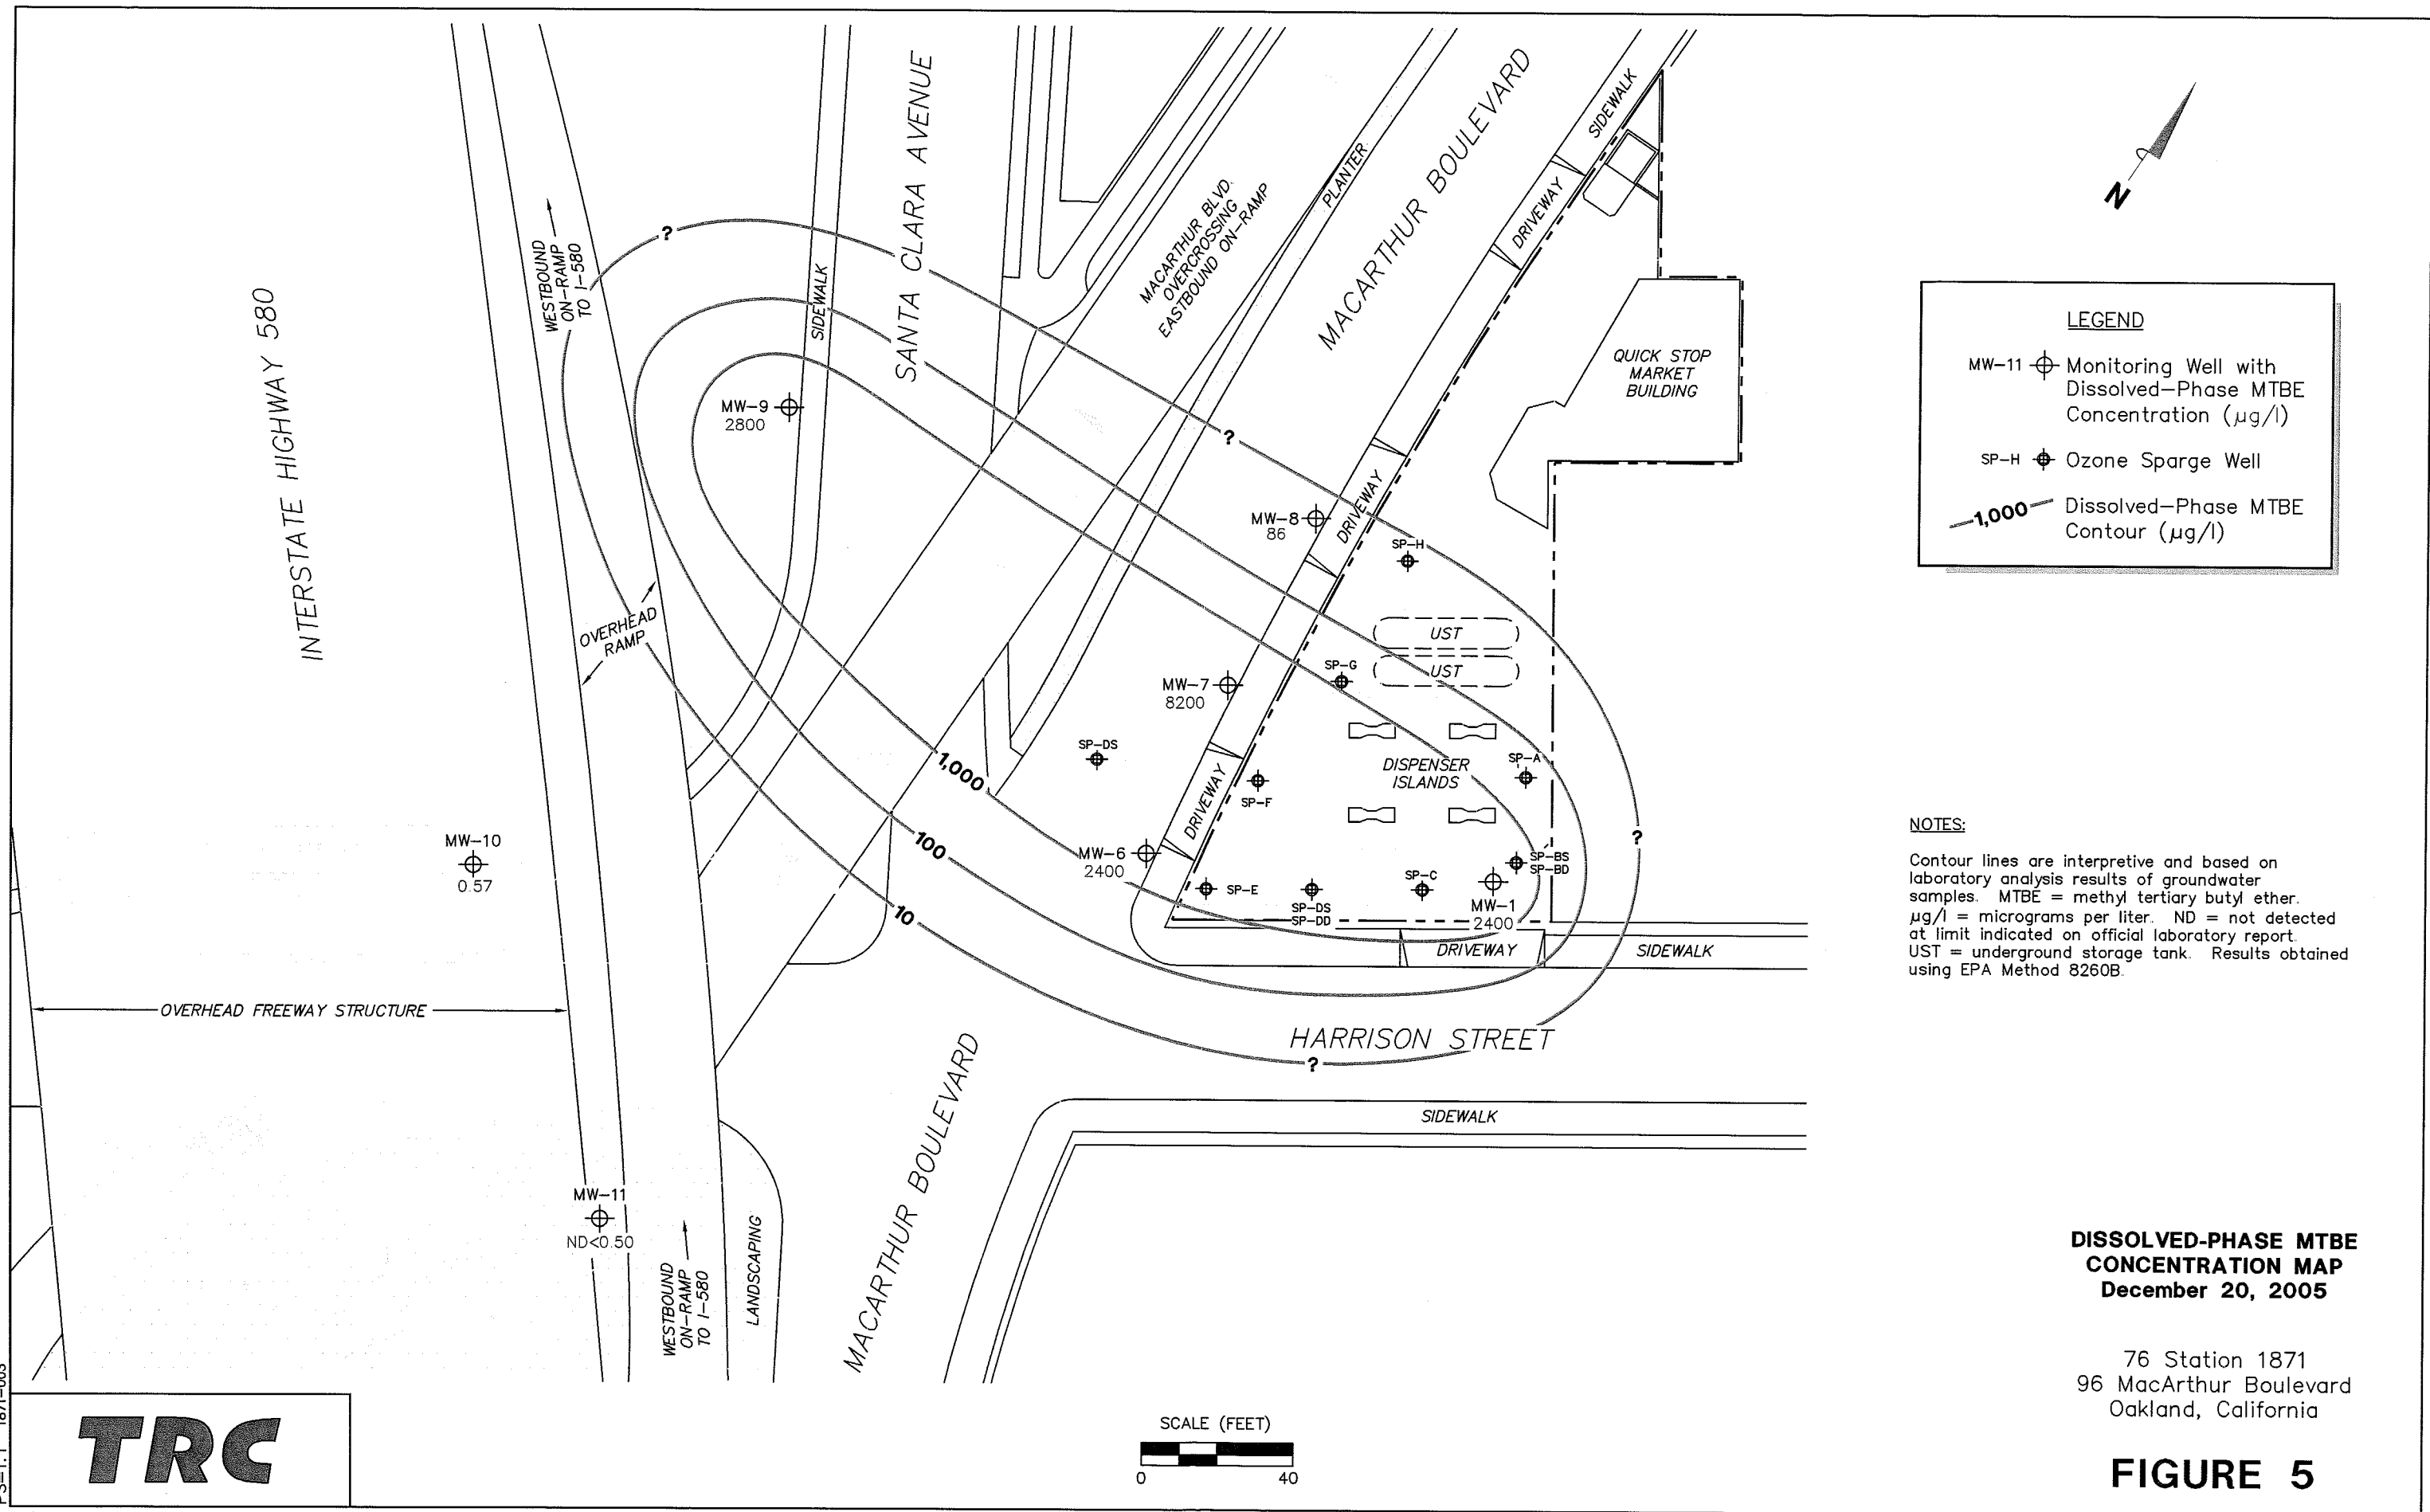 INTERSTATE HIGHWAY 580
WESTBOUND
ON-RAMP
TO I-580
?
SIDEWALK
SANTA CLARA AVENUE
MACARTHUR BLVD.
OVERCROSSING
EASTBOUND ON-RAMP
PLANTER
MACARTHUR BOULEVARD
SIDEWALK
DRIVEWAY
QUICK STOP
MARKET
BUILDING
N
LEGEND
MW-11 Monitoring Well with
Dissolved-Phase MTBE
Concentration (µg/l)
SP-H Ozone Sparge Well
1,000 Dissolved-Phase MTBE
Contour (µg/l)
MW-9
2800
?
MW-8
86
DRIVEWAY
SP-H
OVERHEAD
RAMP
UST
UST
SP-G
MW-7
8200
SP-DS
1,000
DRIVEWAY
SP-F
DISPENSER
ISLANDS
SP-A
?
100
10
MW-6
2400
SP-E
SP-DS
SP-DD
SP-C
SP-BS
SP-BD
MW-1
2400
DRIVEWAY
SIDEWALK
MW-10
0.57
OVERHEAD FREEWAY STRUCTURE
HARRISON STREET
?
SIDEWALK
MW-11
ND<0.50
WESTBOUND
ON-RAMP
TO I-580
LANDSCAPING
MACARTHUR BOULEVARD
NOTES:
Contour lines are interpretive and based on
laboratory analysis results of groundwater
samples. MTBE = methyl tertiary butyl ether.
µg/l = micrograms per liter. ND = not detected
at limit indicated on official laboratory report.
UST = underground storage tank. Results obtained
using EPA Method 8260B.
DISSOLVED-PHASE MTBE
CONCENTRATION MAP
December 20, 2005
76 Station 1871
96 MacArthur Boulevard
Oakland, California
FIGURE 5
SCALE (FEET)
0 40
TRC